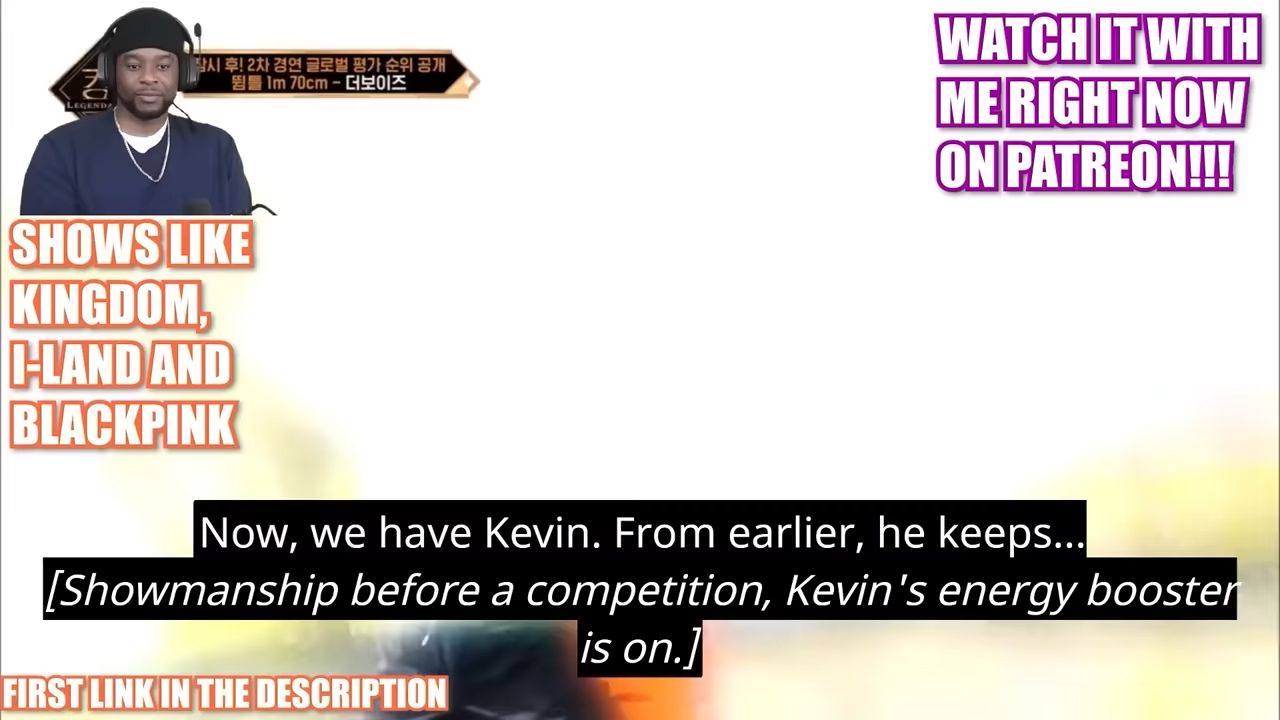 잠시 후! 2차 경연 글로벌 평가 순위 공개
뜀틀 1m 70cm – 더보이즈
킹
LEGENDA
WATCH IT WITH
ME RIGHT NOW
ON PATREON!!!
SHOWS LIKE
KINGDOM,
I-LAND AND
BLACKPINK
Now, we have Kevin. From earlier, he keeps...
[Showmanship before a competition, Kevin's energy booster
is on.]
FIRST LINK IN THE DESCRIPTION